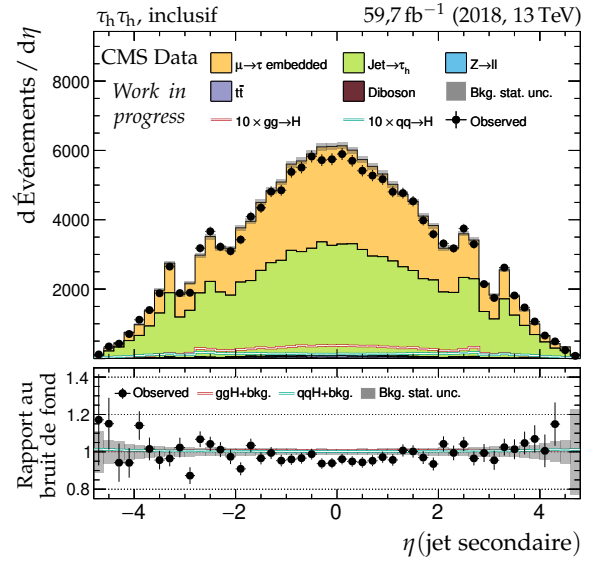 τₕτₕ, inclusif 59,7 fb⁻¹ (2018, 13 TeV)
d Événements / dη
CMS Data
Work in
progress
μ→τ embedded
Jet→τₕ
Z→ll
tt̄
Diboson
Bkg. stat. unc.
10 × gg→H
10 × qq→H
Observed
6000
4000
2000
Rapport au
bruit de fond
Observed
ggH+bkg.
qqH+bkg.
Bkg. stat. unc.
1.4
1.2
1
0.8
−4 −2 0 2 4
η(jet secondaire)